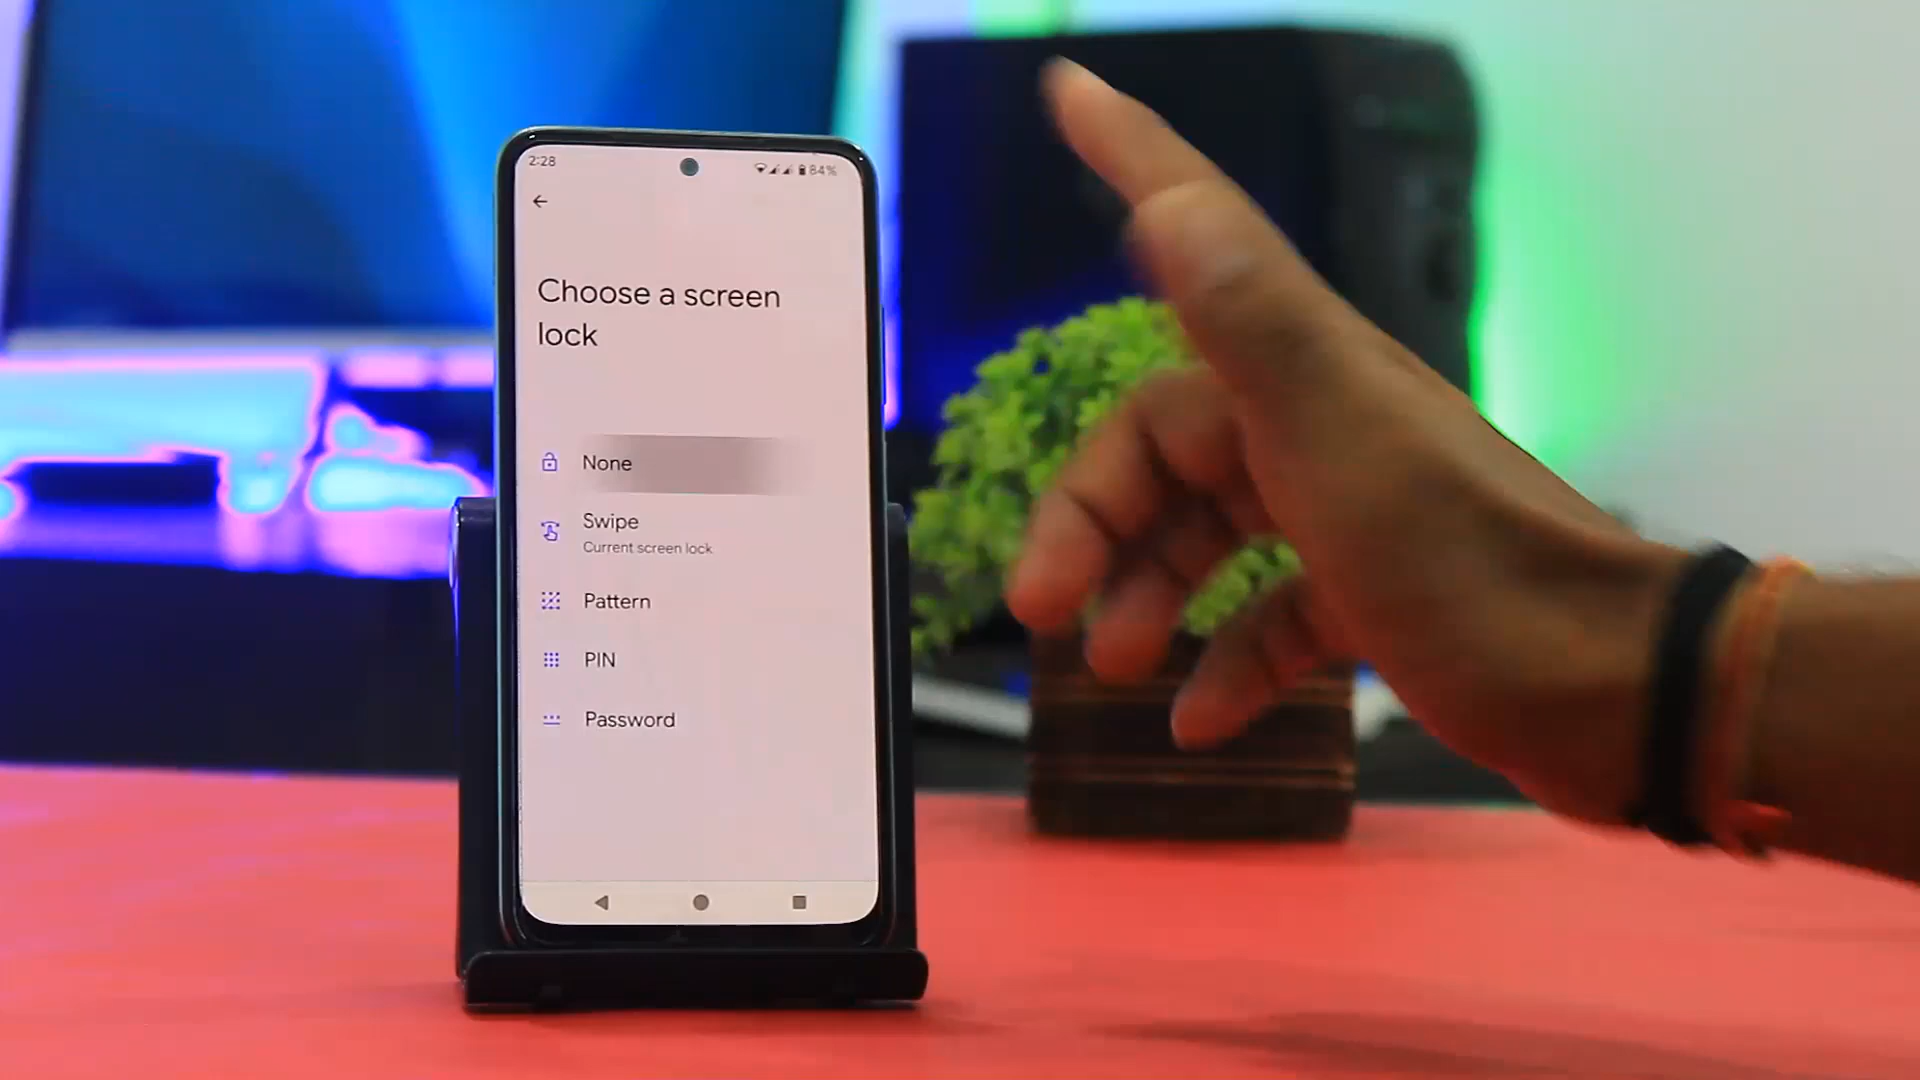 2:28
84%
Choose a screen
lock
None
Swipe
Current screen lock
Pattern
PIN
Password